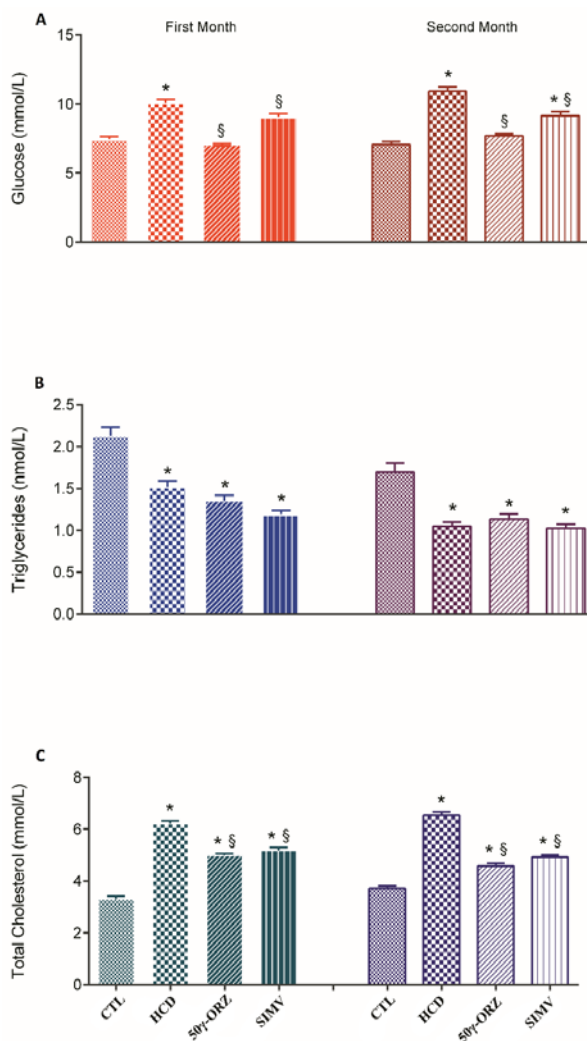 A
First Month
Second Month
Glucose (mmol/L)
15
10
5
0
*
§
§
*
§
* §
B
Triglycerides (nmol/L)
2.5
2.0
1.5
1.0
0.5
0.0
*
*
*
*
*
*
C
Total Cholesterol (mmol/L)
8
6
4
2
0
*
* §
* §
*
* §
* §
CTL
HCD
50γ-ORZ
SIMV
CTL
HCD
50γ-ORZ
SIMV